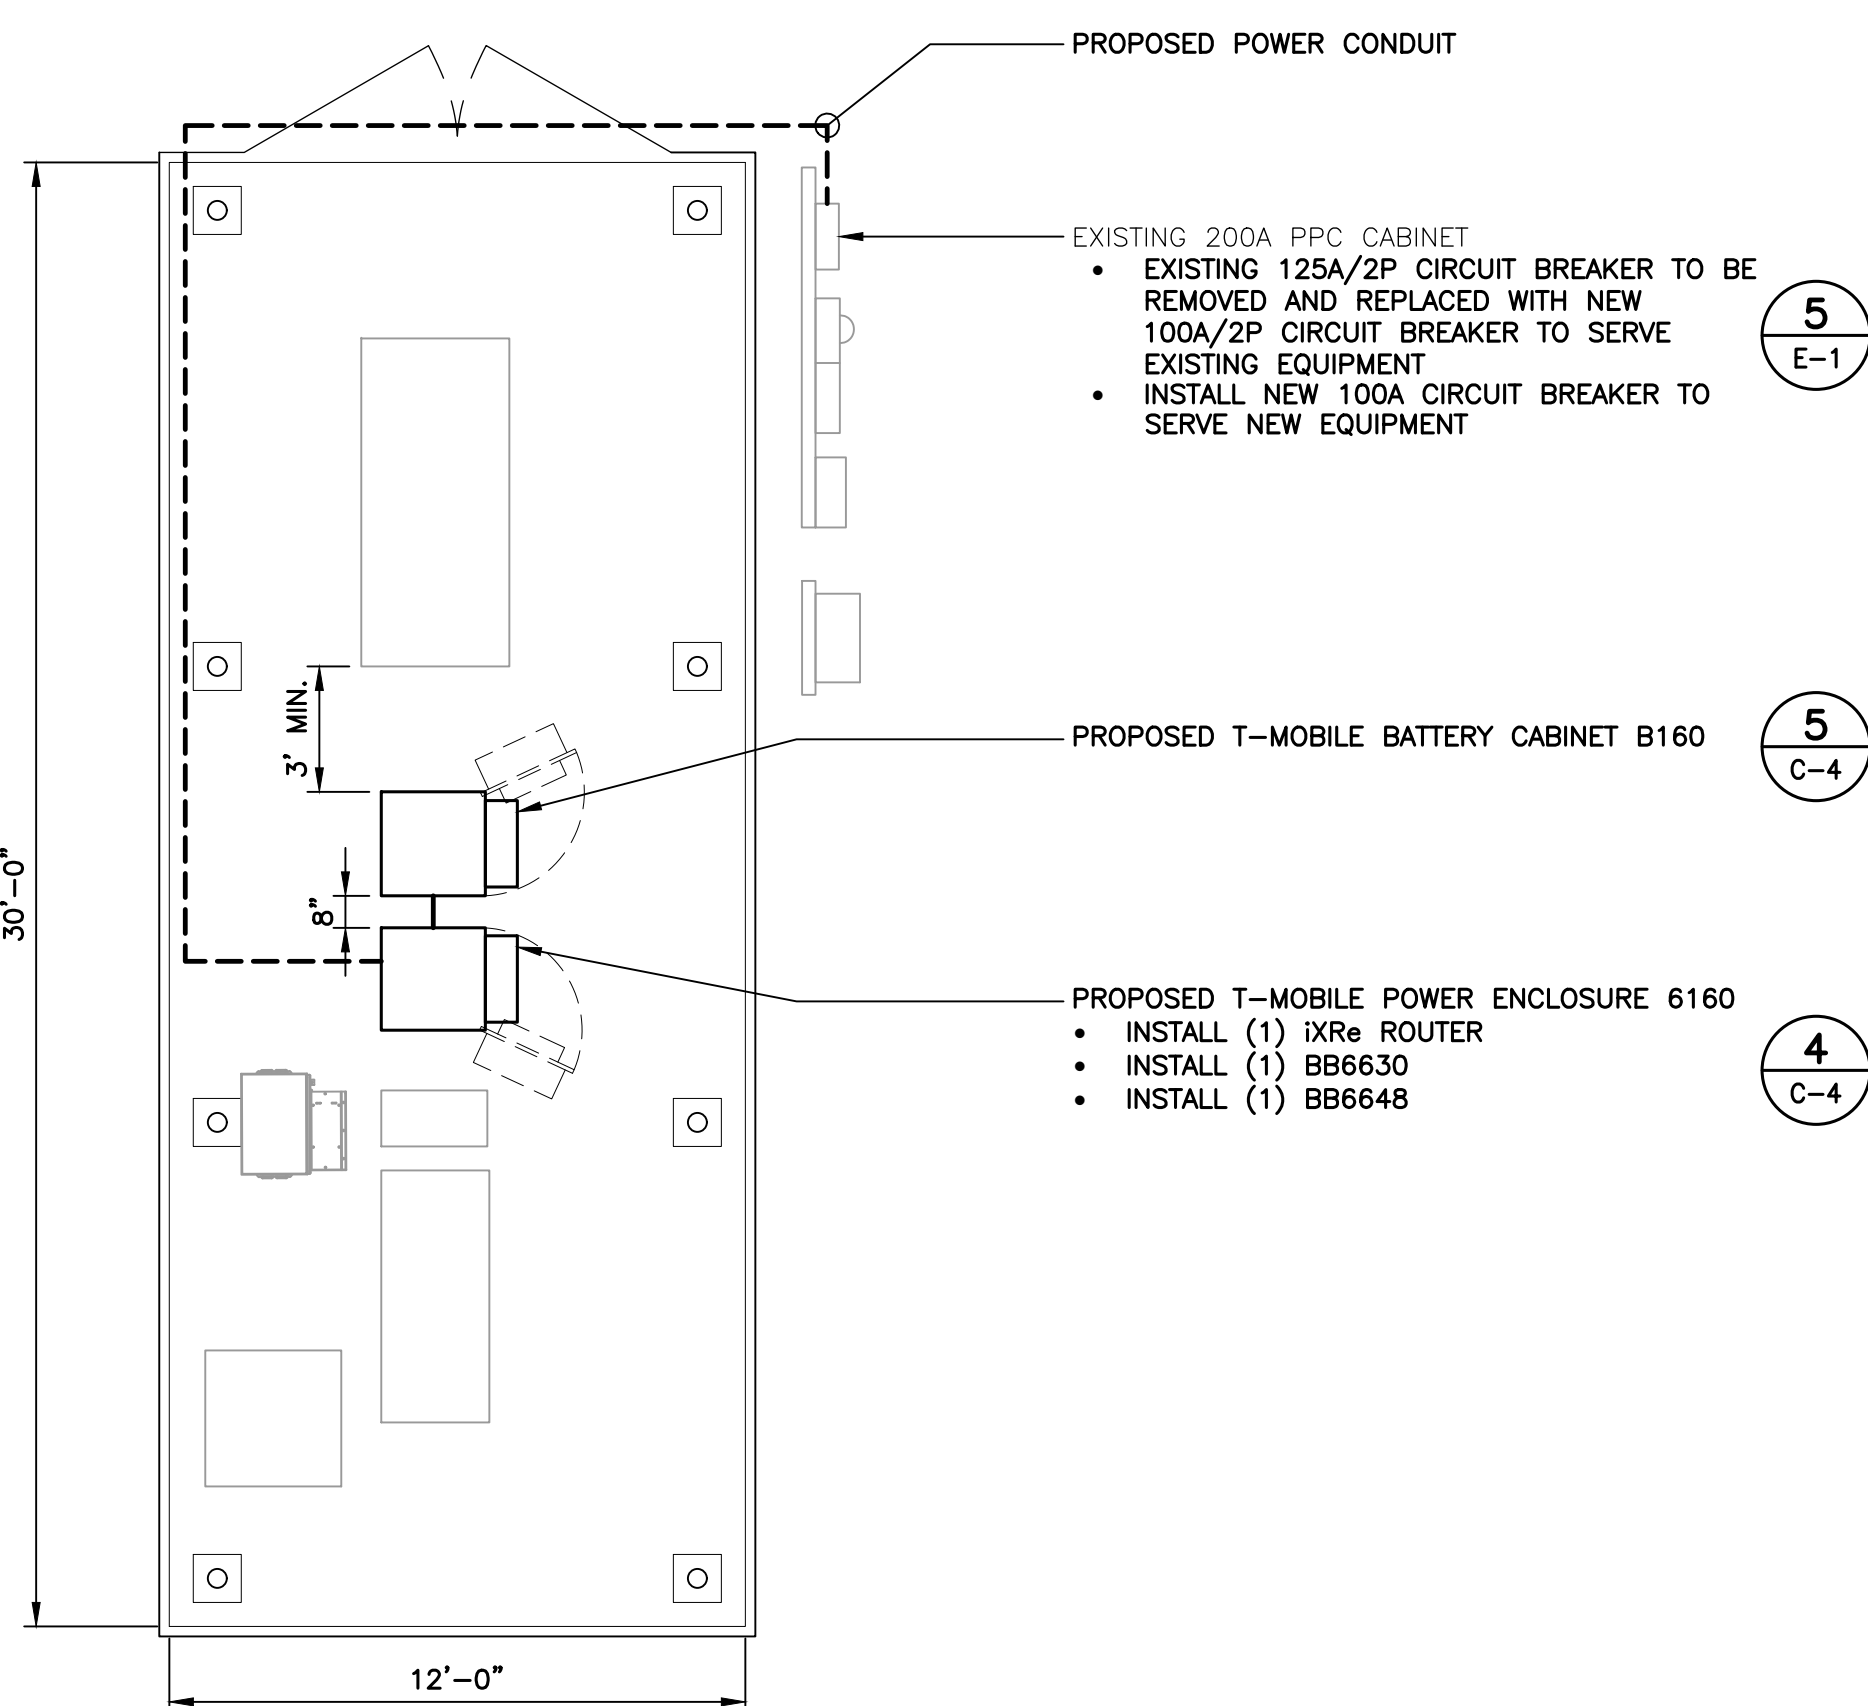 PROPOSED POWER CONDUIT
EXISTING 200A PPC CABINET
• EXISTING 125A/2P CIRCUIT BREAKER TO BE
REMOVED AND REPLACED WITH NEW
100A/2P CIRCUIT BREAKER TO SERVE
EXISTING EQUIPMENT
• INSTALL NEW 100A CIRCUIT BREAKER TO
SERVE NEW EQUIPMENT
5
E-1
3' MIN.
PROPOSED T-MOBILE BATTERY CABINET B160
5
C-4
30'-0"
8"
PROPOSED T-MOBILE POWER ENCLOSURE 6160
• INSTALL (1) iXRe ROUTER
• INSTALL (1) BB6630
• INSTALL (1) BB6648
4
C-4
12'-0"